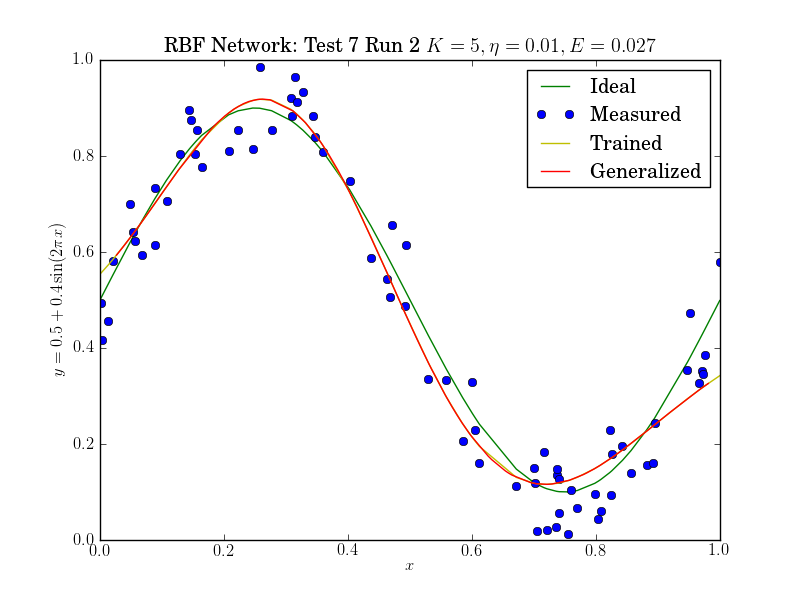 RBF Network: Test 7 Run 2 K = 5, η = 0.01, E = 0.027
Ideal
Measured
Trained
Generalized
y = 0.5 + 0.4 sin(2πx)
1.0
0.8
0.6
0.4
0.2
0.0
0.0 0.2 0.4 0.6 0.8 1.0
x